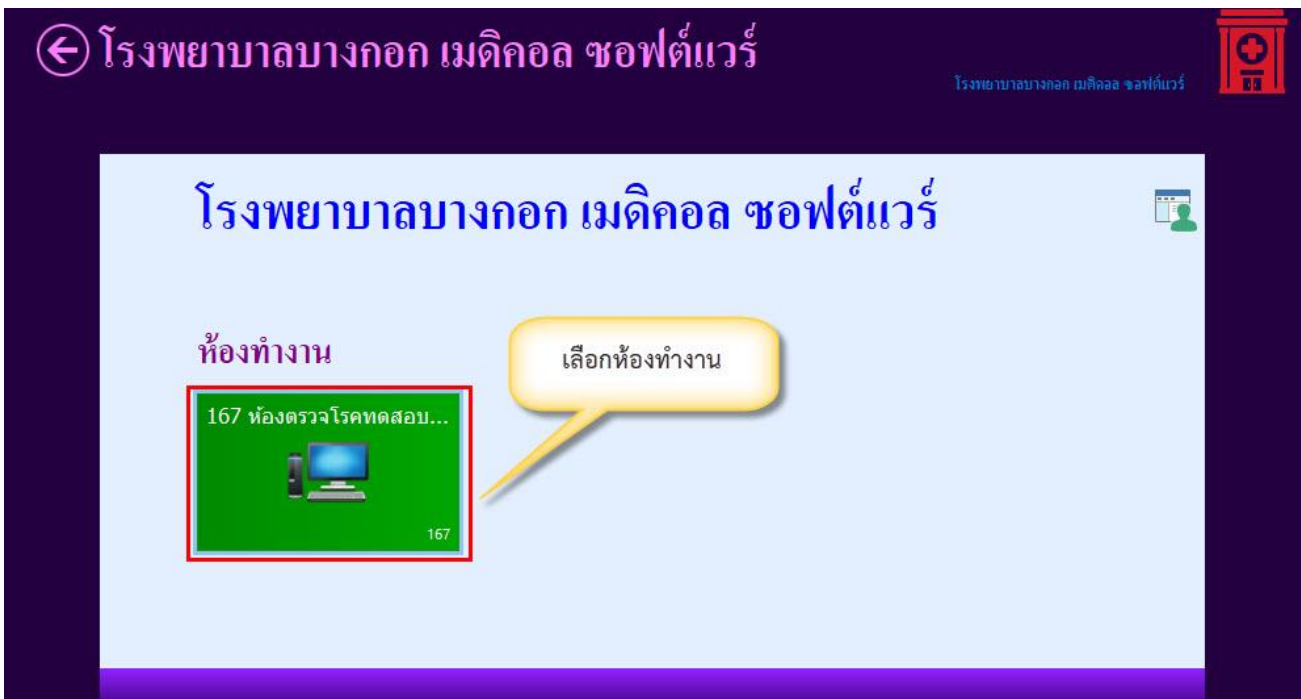 โรงพยาบาลบางกอก เมดิคอล ซอฟต์แวร์
โรงพยาบาลบางกอก เมดิคอล ซอฟต์แวร์
โรงพยาบาลบางกอก เมดิคอล ซอฟต์แวร์
ห้องทำงาน
เลือกห้องทำงาน
167 ห้องตรวจโรคทดสอบ...
167